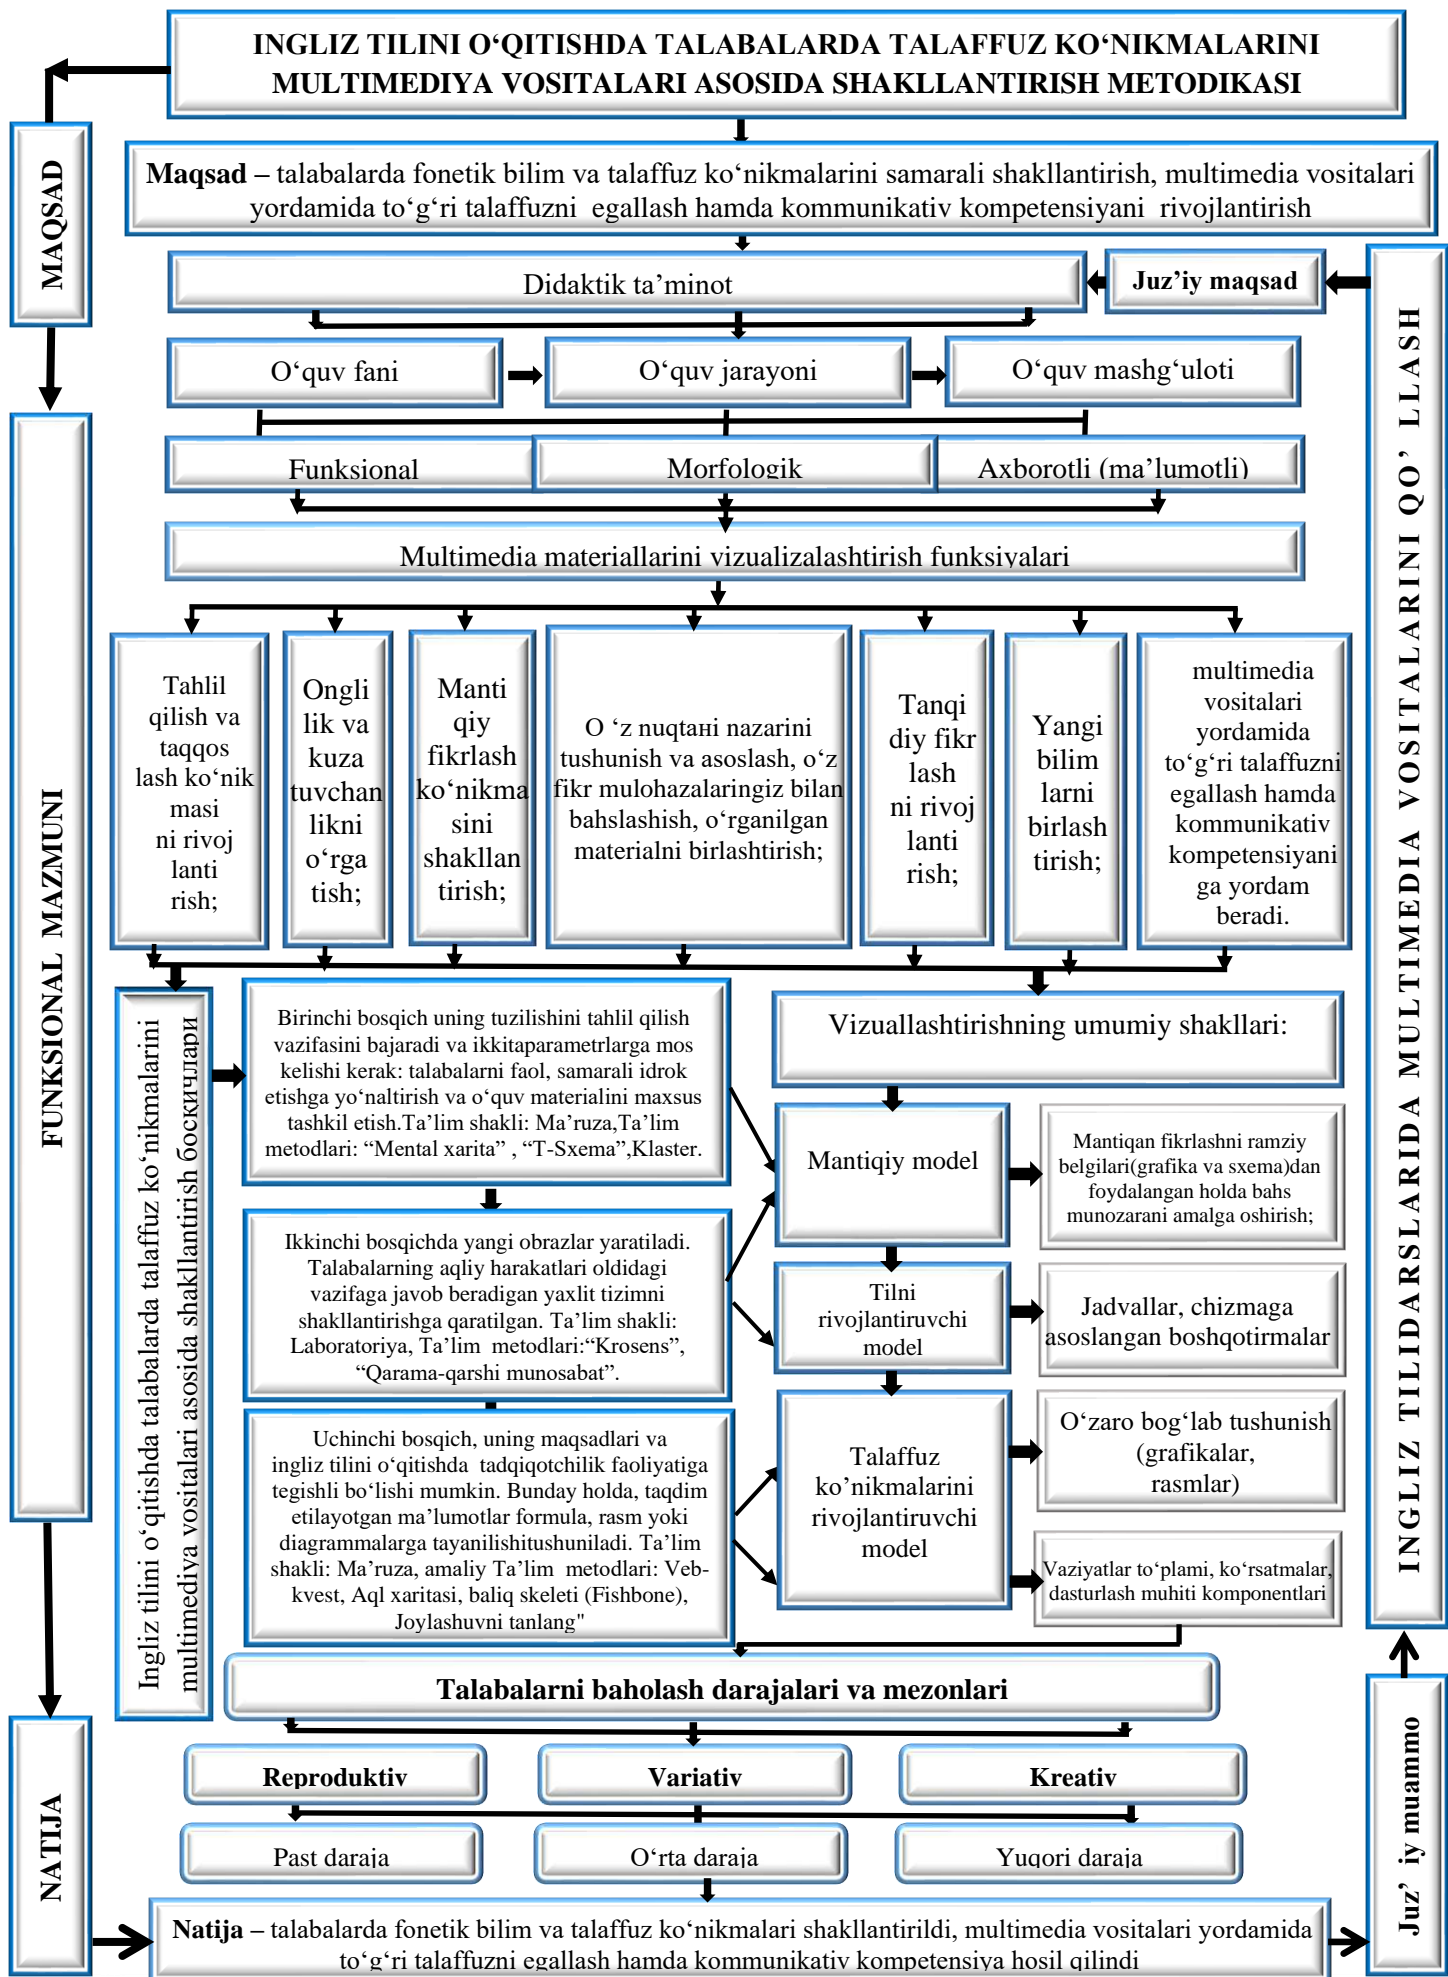 INGLIZ TILINI O‘QITISHDA TALABALARDA TALAFFUZ KO‘NIKMALARINI
MULTIMEDIYA VOSITALARI ASOSIDA SHAKLLANTIRISH METODIKASI
MAQSAD
Maqsad – talabalarda fonetik bilim va talaffuz ko‘nikmalarini samarali shakllantirish, multimedia vositalari
yordamida to‘g‘ri talaffuzni egallash hamda kommunikativ kompetensiyani rivojlantirish
Didaktik ta’minot
Juz’iy maqsad
O‘quv fani
O‘quv jarayoni
O‘quv mashg‘uloti
Funksional
Morfologik
Axborotli (ma’lumotli)
Multimedia materiallarini vizualizalashtirish funksiyalari
FUNKSIONAL MAZMUNI
Tahlil
qilish va
taqqos
lash ko‘nik
masi
ni rivoj
lanti
rish;
Ongli
lik va
kuza
tuvchan
likni
o‘rga
tish;
Manti
qiy
fikrlash
ko‘nikma
sini
shakllan
tirish;
O ‘z nuqtaнi nazarini
tushunish va asoslash, o‘z
fikr mulohazalaringiz bilan
bahslashish, o‘rganilgan
materialni birlashtirish;
Tanqi
diy fikr
lash
ni rivoj
lanti
rish;
Yangi
bilim
larni
birlash
tirish;
multimedia
vositalari
yordamida
to‘g‘ri talaffuzni
egallash hamda
kommunikativ
kompetensiyani
ga yordam
beradi.
INGLIZ TILIDARSLARIDA MULTIMEDIA VOSITALARINI QO’ LLASH
Ingliz tilini o‘qitishda talabalarda talaffuz ko‘nikmalarini
multimediya vositalari asosida shakllantirish боскичлари
Birinchi bosqich uning tuzilishini tahlil qilish
vazifasini bajaradi va ikkitaparametrlarga mos
kelishi kerak: talabalarni faol, samarali idrok
etishga yo‘naltirish va o‘quv materialini maxsus
tashkil etish.Ta’lim shakli: Ma’ruza,Ta’lim
metodlari: “Mental xarita” , “T-Sxema”,Klaster.
Ikkinchi bosqichda yangi obrazlar yaratiladi.
Talabalarning aqliy harakatlari oldidagi
vazifaga javob beradigan yaxlit tizimni
shakllantirishga qaratilgan. Ta’lim shakli:
Laboratoriya, Ta’lim metodlari:“Krosens”,
“Qarama-qarshi munosabat”.
Uchinchi bosqich, uning maqsadlari va
ingliz tilini o‘qitishda tadqiqotchilik faoliyatiga
tegishli bo‘lishi mumkin. Bunday holda, taqdim
etilayotgan ma’lumotlar formula, rasm yoki
diagrammalarga tayanilishitushuniladi. Ta’lim
shakli: Ma’ruza, amaliy Ta’lim metodlari: Veb-
kvest, Aql xaritasi, baliq skeleti (Fishbone),
Joylashuvni tanlang"
Vizuallashtirishning umumiy shakllari:
Mantiqiy model
Mantiqan fikrlashni ramziy
belgilari(grafika va sxema)dan
foydalangan holda bahs
munozarani amalga oshirish;
Tilni
rivojlantiruvchi
model
Jadvallar, chizmaga
asoslangan boshqotirmalar
Talaffuz
ko’nikmalarini
rivojlantiruvchi
model
O‘zaro bog‘lab tushunish
(grafikalar,
rasmlar)
Vaziyatlar to‘plami, ko‘rsatmalar,
dasturlash muhiti komponentlari
Talabalarni baholash darajalari va mezonlari
Reproduktiv
Variativ
Kreativ
Past daraja
O‘rta daraja
Yuqori daraja
NATIJA
Natija – talabalarda fonetik bilim va talaffuz ko‘nikmalari shakllantirildi, multimedia vositalari yordamida
to‘g‘ri talaffuzni egallash hamda kommunikativ kompetensiya hosil qilindi
Juz’ iy muammo